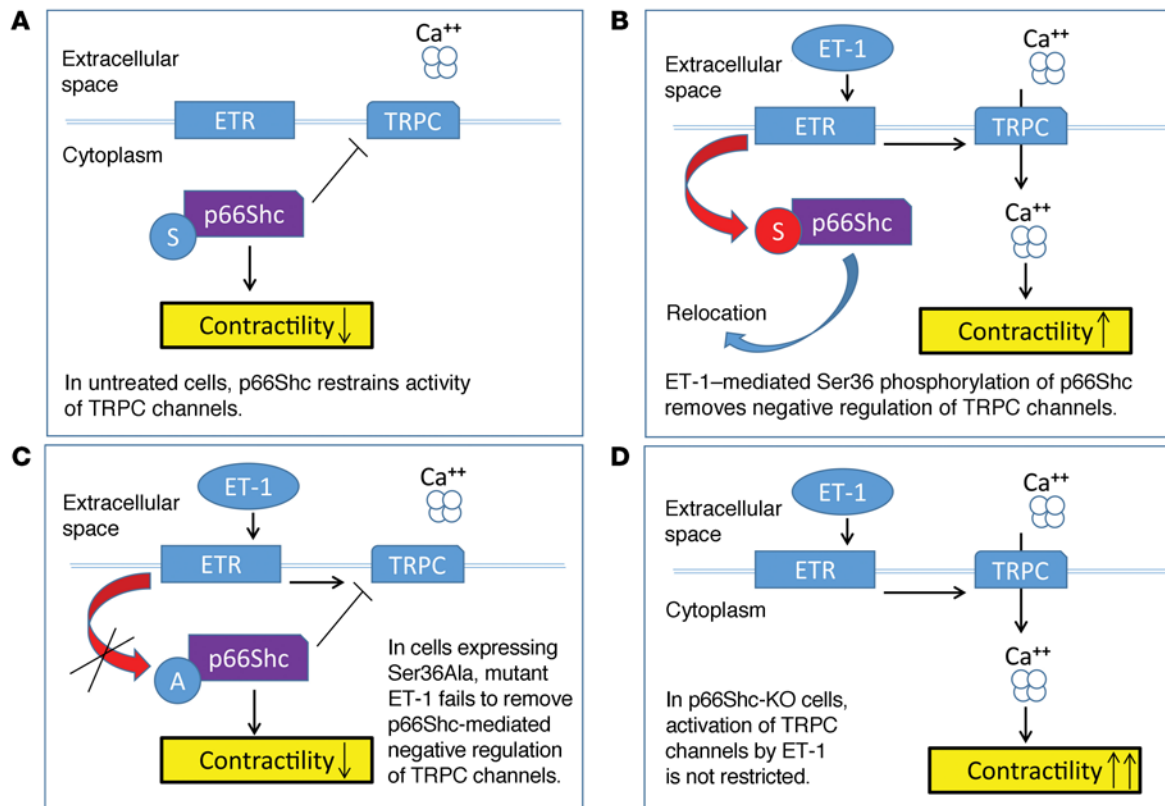 A
Ca++
Extracellular
space
ETR
TRPC
Cytoplasm
p66Shc
S
Contractility ↓
In untreated cells, p66Shc restrains activity
of TRPC channels.
B
ET-1
Ca++
Extracellular
space
ETR
TRPC
Cytoplasm
S
p66Shc
Ca++
Relocation
Contractility ↑
ET-1–mediated Ser36 phosphorylation of p66Shc
removes negative regulation of TRPC channels.
C
ET-1
Ca++
Extracellular
space
ETR
TRPC
p66Shc
A
In cells expressing
Ser36Ala, mutant
ET-1 fails to remove
p66Shc-mediated
negative regulation
of TRPC channels.
Contractility ↓
D
ET-1
Ca++
Extracellular
space
ETR
TRPC
Cytoplasm
Ca++
In p66Shc-KO cells,
activation of TRPC
channels by ET-1
is not restricted.
Contractility ↑↑